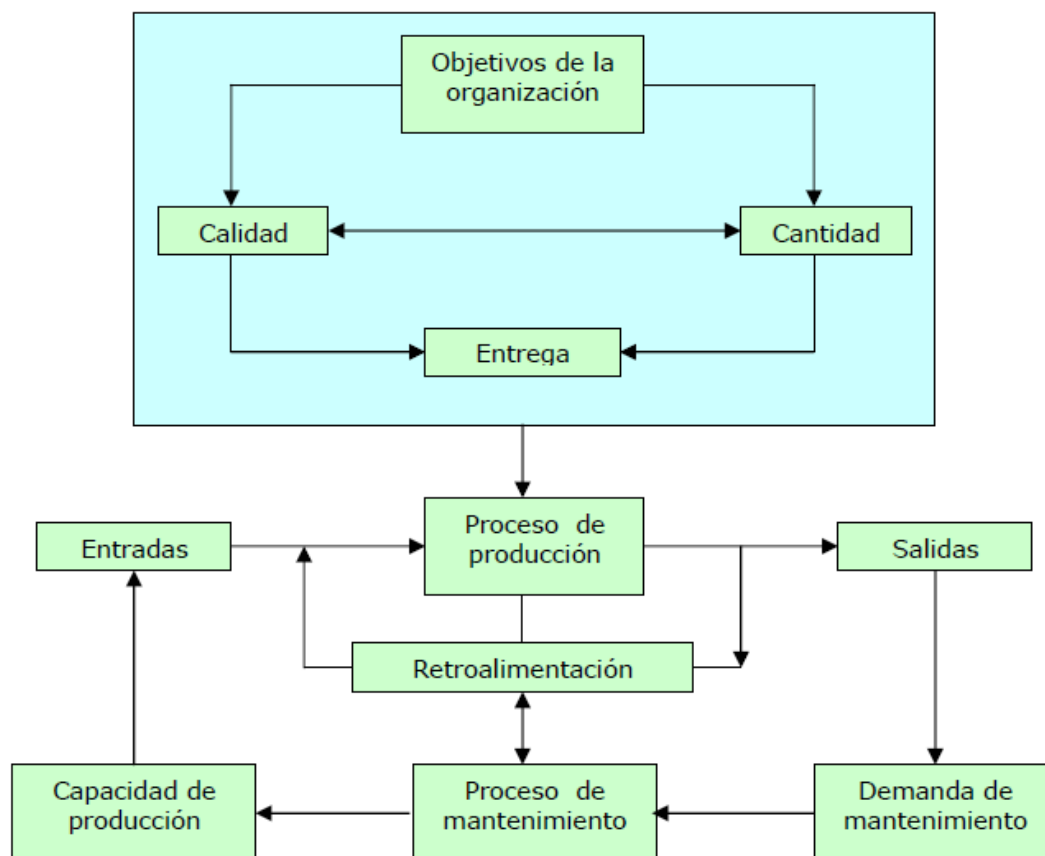 Objetivos de la
organización
Calidad
Cantidad
Entrega
Entradas
Proceso de
producción
Salidas
Retroalimentación
Capacidad de
producción
Proceso de
mantenimiento
Demanda de
mantenimiento